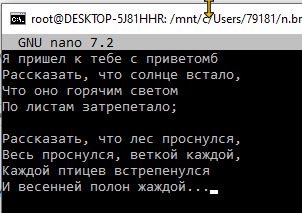 root@DESKTOP-5J81HHR: /mnt/c/Users/79181/n.br
GNU nano 7.2
Я пришел к тебе с приветомб
Рассказать, что солнце встало,
Что оно горячим светом
По листам затрепетало;
Рассказать, что лес проснулся,
Весь проснулся, веткой каждой,
Каждой птицев встрепенулся
И весенней полон жаждой...